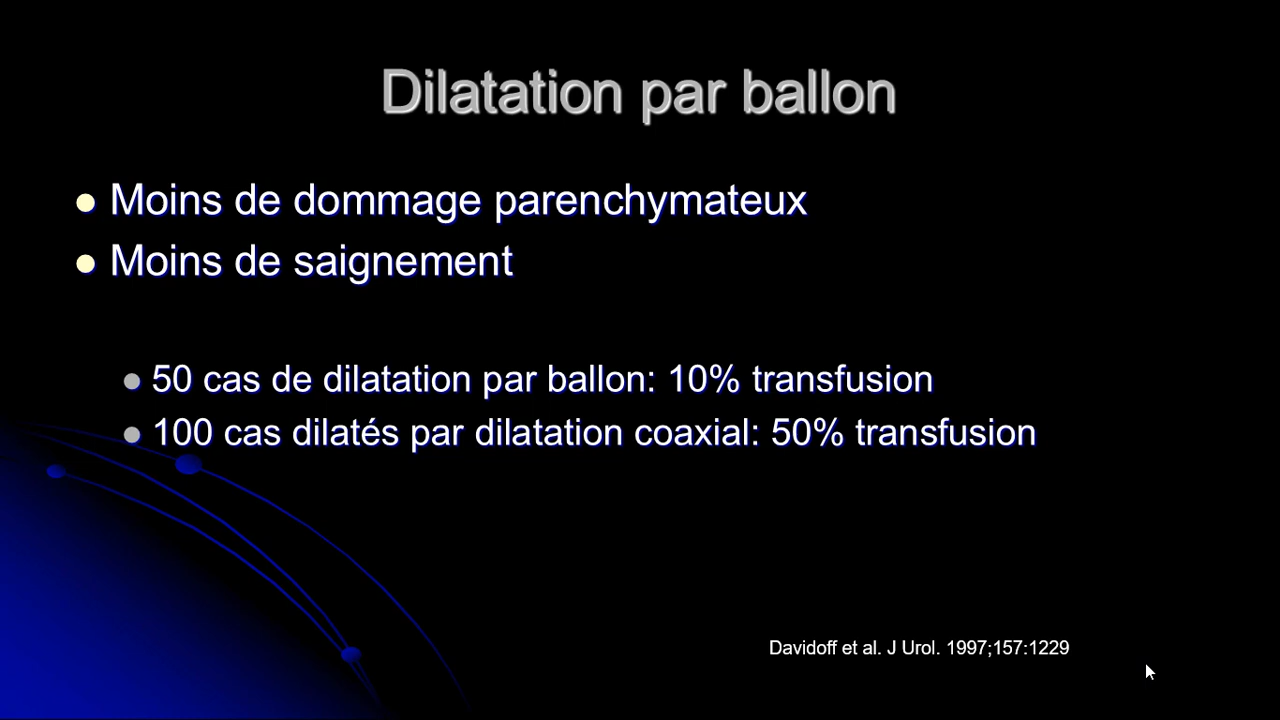 Dilatation par ballon
Moins de dommage parenchymateux
Moins de saignement
50 cas de dilatation par ballon: 10% transfusion
100 cas dilatés par dilatation coaxial: 50% transfusion
Davidoff et al. J Urol. 1997;157:1229